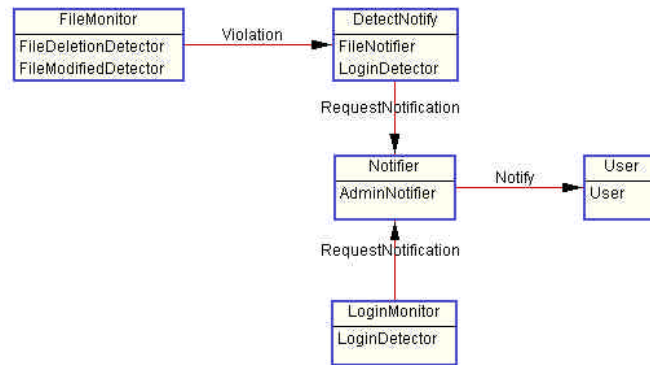 FileMonitor
FileDeletionDetector
FileModifiedDetector
Violation
DetectNotify
FileNotifier
LoginDetector
RequestNotification
Notifier
AdminNotifier
Notify
User
User
RequestNotification
LoginMonitor
LoginDetector